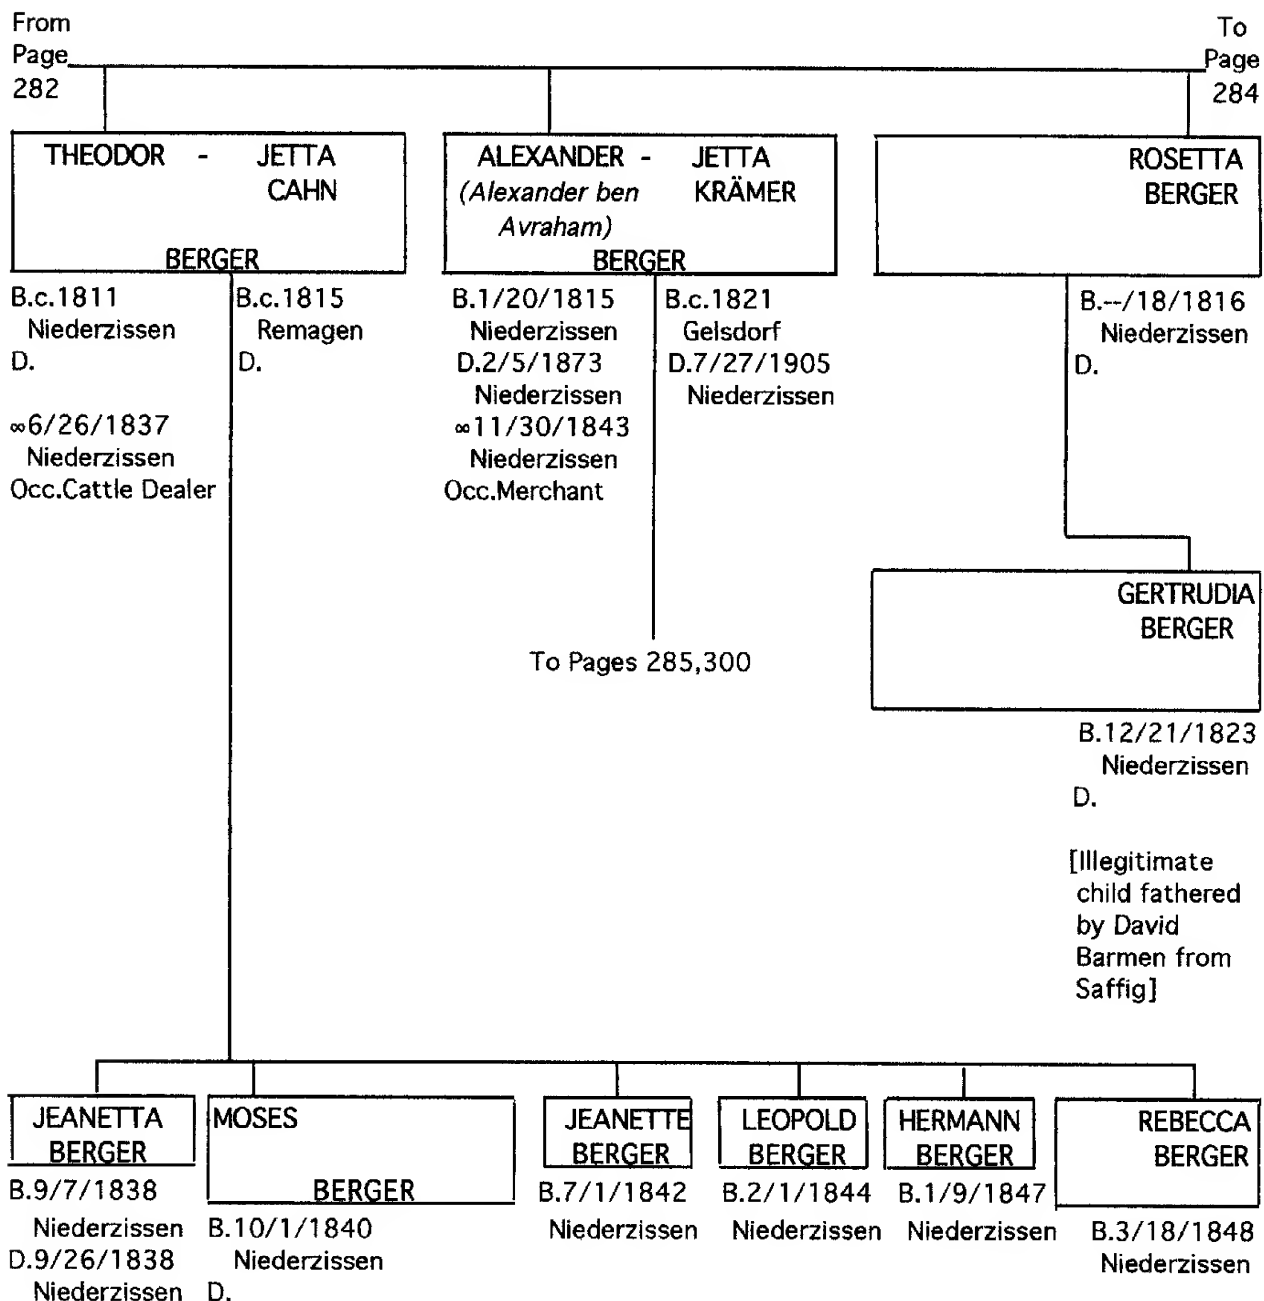 From
Page
282
To
Page
284
THEODOR - JETTA
CAHN
BERGER
B.c.1811
Niederzissen
D.
∞6/26/1837
Niederzissen
Occ.Cattle Dealer
B.c.1815
Remagen
D.
ALEXANDER - JETTA
(Alexander ben KRÄMER
Avraham)
BERGER
B.1/20/1815
Niederzissen
D.2/5/1873
Niederzissen
∞11/30/1843
Niederzissen
Occ.Merchant
B.c.1821
Gelsdorf
D.7/27/1905
Niederzissen
To Pages 285,300
ROSETTA
BERGER
B.--/18/1816
Niederzissen
D.
GERTRUDIA
BERGER
B.12/21/1823
Niederzissen
D.
[Illegitimate
child fathered
by David
Barmen from
Saffig]
JEANETTA
BERGER
B.9/7/1838
Niederzissen
D.9/26/1838
Niederzissen
MOSES
BERGER
B.10/1/1840
Niederzissen
D.
JEANETTE
BERGER
B.7/1/1842
Niederzissen
LEOPOLD
BERGER
B.2/1/1844
Niederzissen
HERMANN
BERGER
B.1/9/1847
Niederzissen
REBECCA
BERGER
B.3/18/1848
Niederzissen